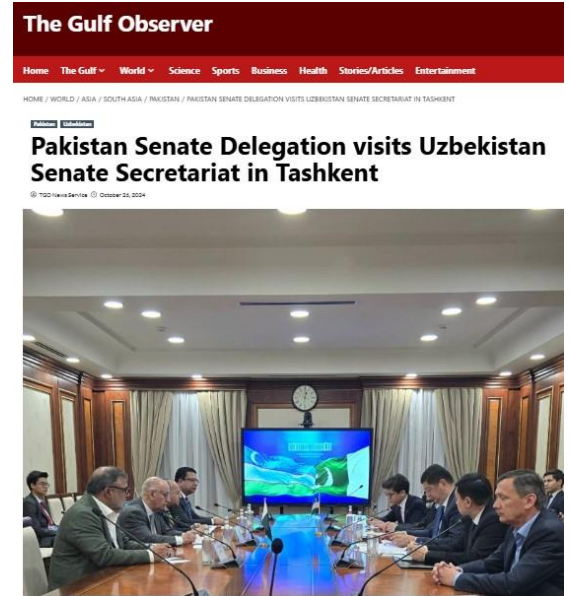 The Gulf Observer
Home The Gulf World Science Sports Business Health Stories/Articles Entertainment
HOME / WORLD / ASIA / SOUTH ASIA / PAKISTAN / PAKISTAN SENATE DELEGATION VISITS UZBEKISTAN SENATE SECRETARIAT IN TASHKENT
Pakistan Uzbekistan
Pakistan Senate Delegation visits Uzbekistan
Senate Secretariat in Tashkent
TGO News Service October 26, 2024